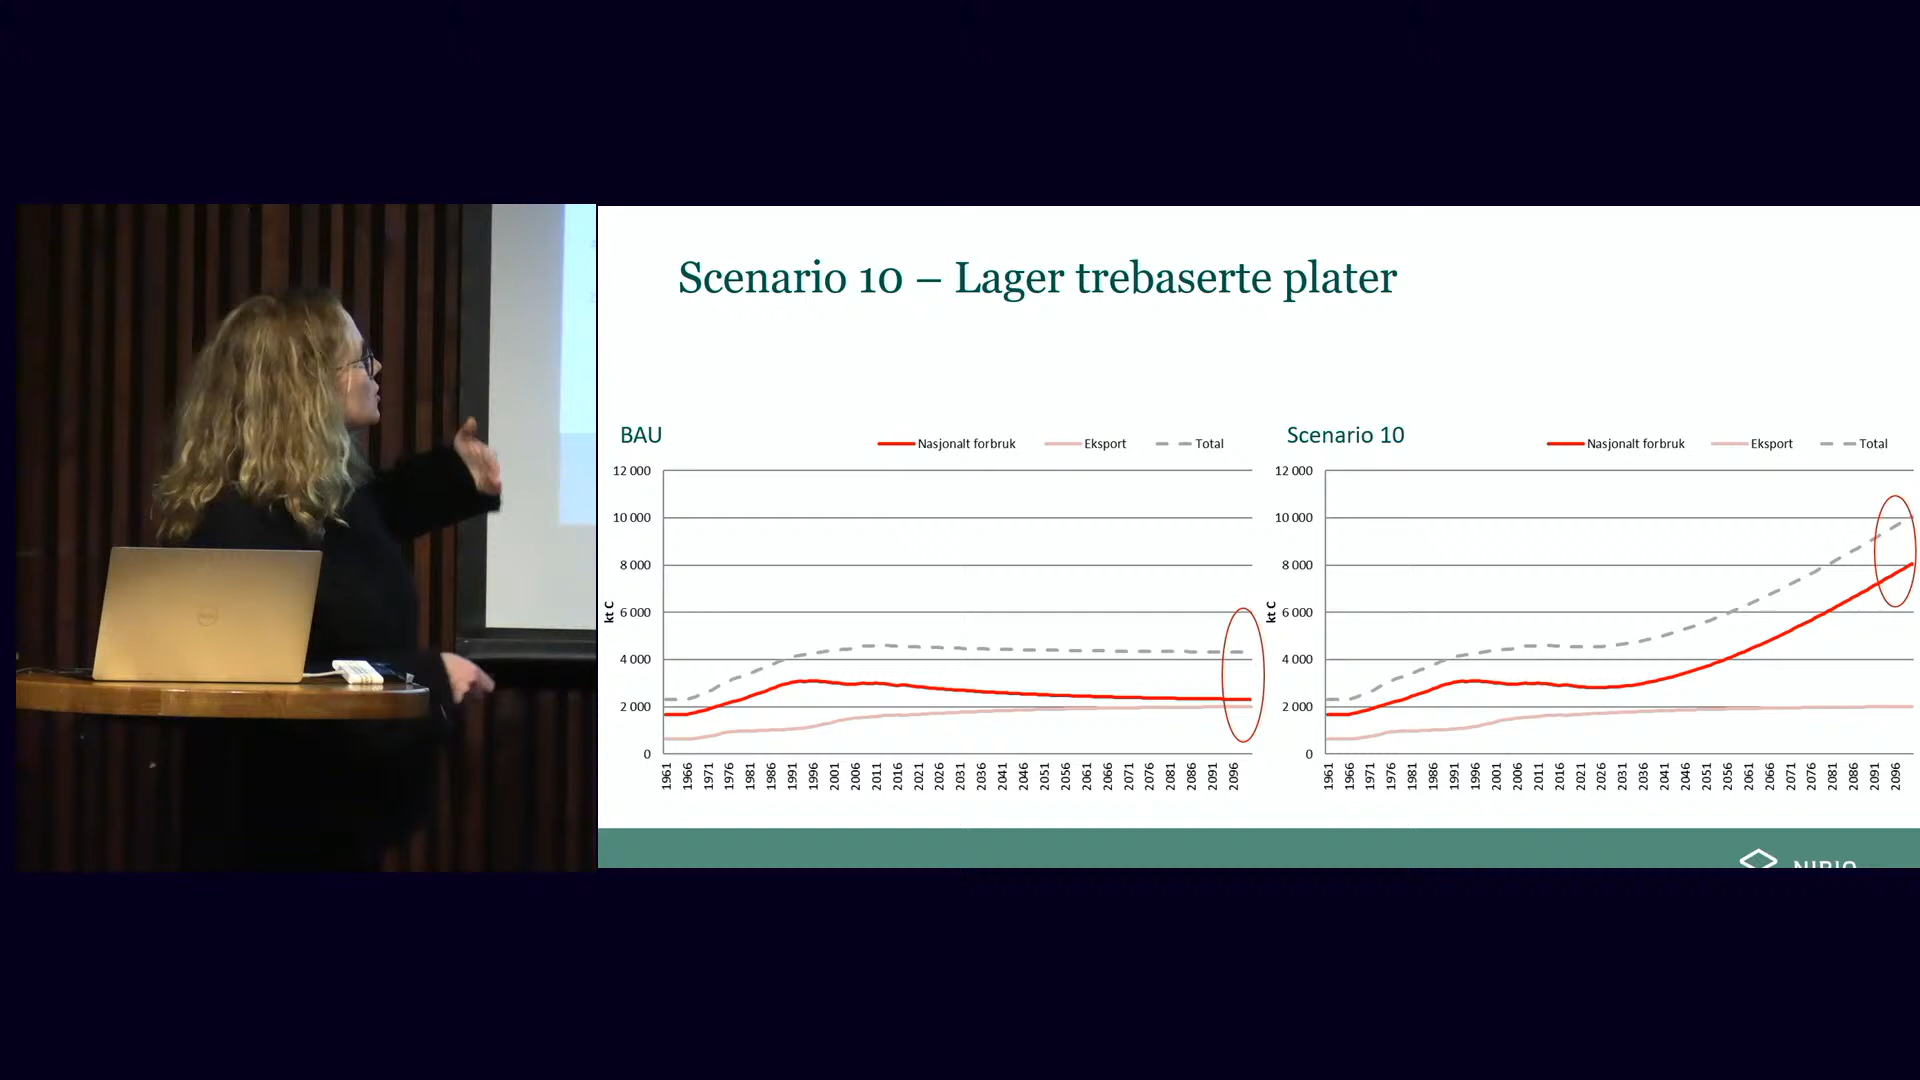 Scenario 10 – Lager trebaserte plater
BAU
Nasjonalt forbruk Eksport Total
12 000
10 000
8 000
6 000
4 000
2 000
0
kt C
1961 1966 1971 1976 1981 1986 1991 1996 2001 2006 2011 2016 2021 2026 2031 2036 2041 2046 2051 2056 2061 2066 2071 2076 2081 2086 2091 2096
Scenario 10
Nasjonalt forbruk Eksport Total
12 000
10 000
8 000
6 000
4 000
2 000
0
kt C
1961 1966 1971 1976 1981 1986 1991 1996 2001 2006 2011 2016 2021 2026 2031 2036 2041 2046 2051 2056 2061 2066 2071 2076 2081 2086 2091 2096
NIBIO